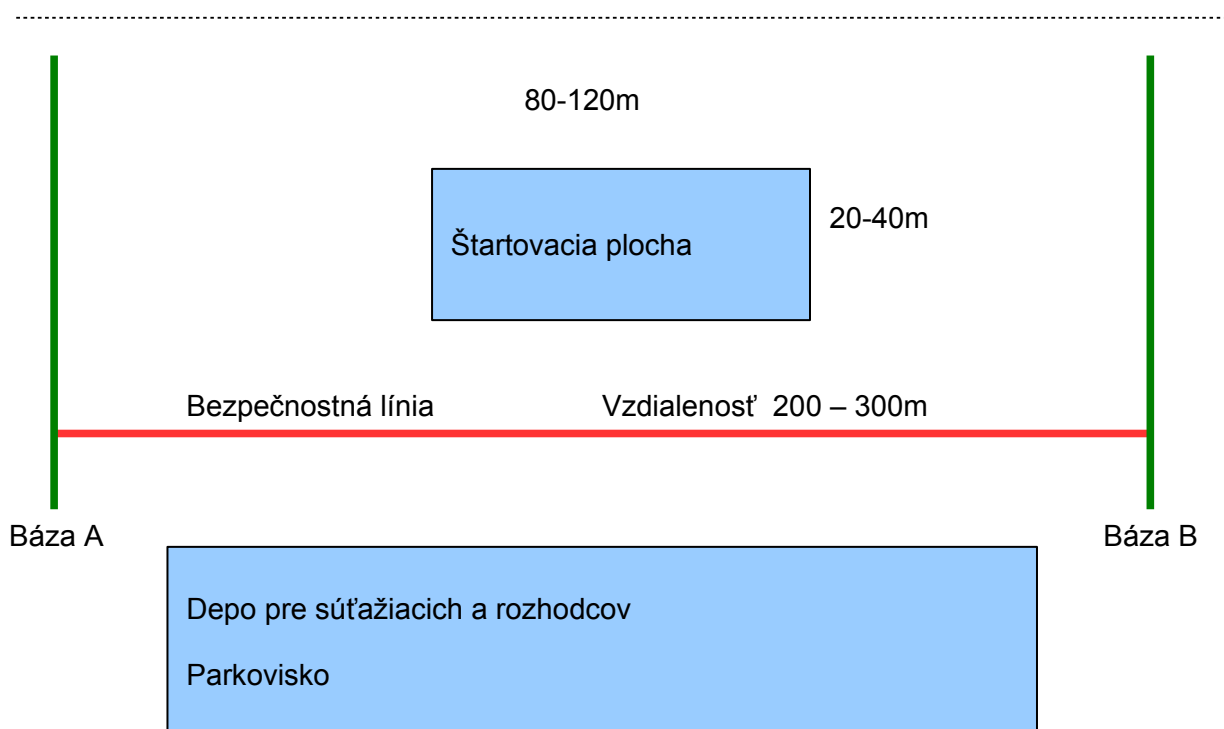 80-120m
20-40m
Štartovacia plocha
Bezpečnostná línia Vzdialenosť 200 – 300m
Báza A
Báza B
Depo pre súťažiacich a rozhodcov
Parkovisko